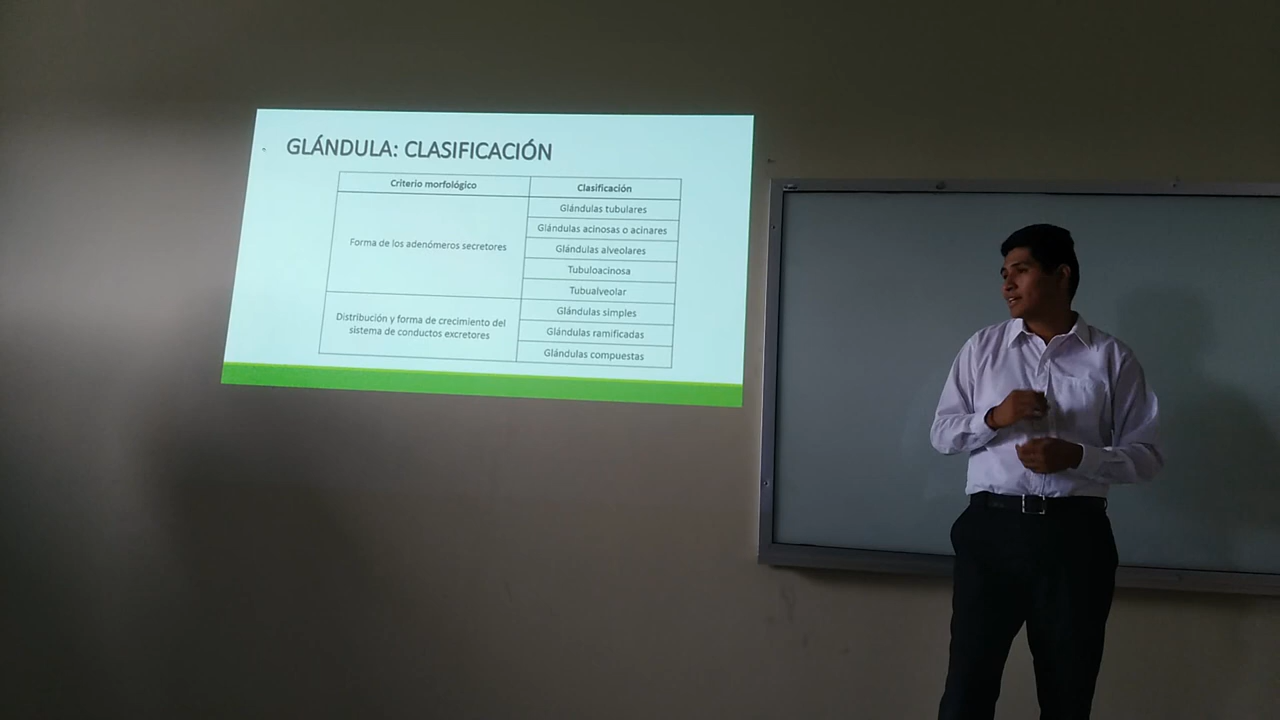 GLÁNDULA: CLASIFICACIÓN
Criterio morfológico
Clasificación
Forma de los adenómeros secretores
Glándulas tubulares
Glándulas acinosas o acinares
Glándulas alveolares
Tubuloacinosa
Tubualveolar
Distribución y forma de crecimiento del
sistema de conductos excretores
Glándulas simples
Glándulas ramificadas
Glándulas compuestas